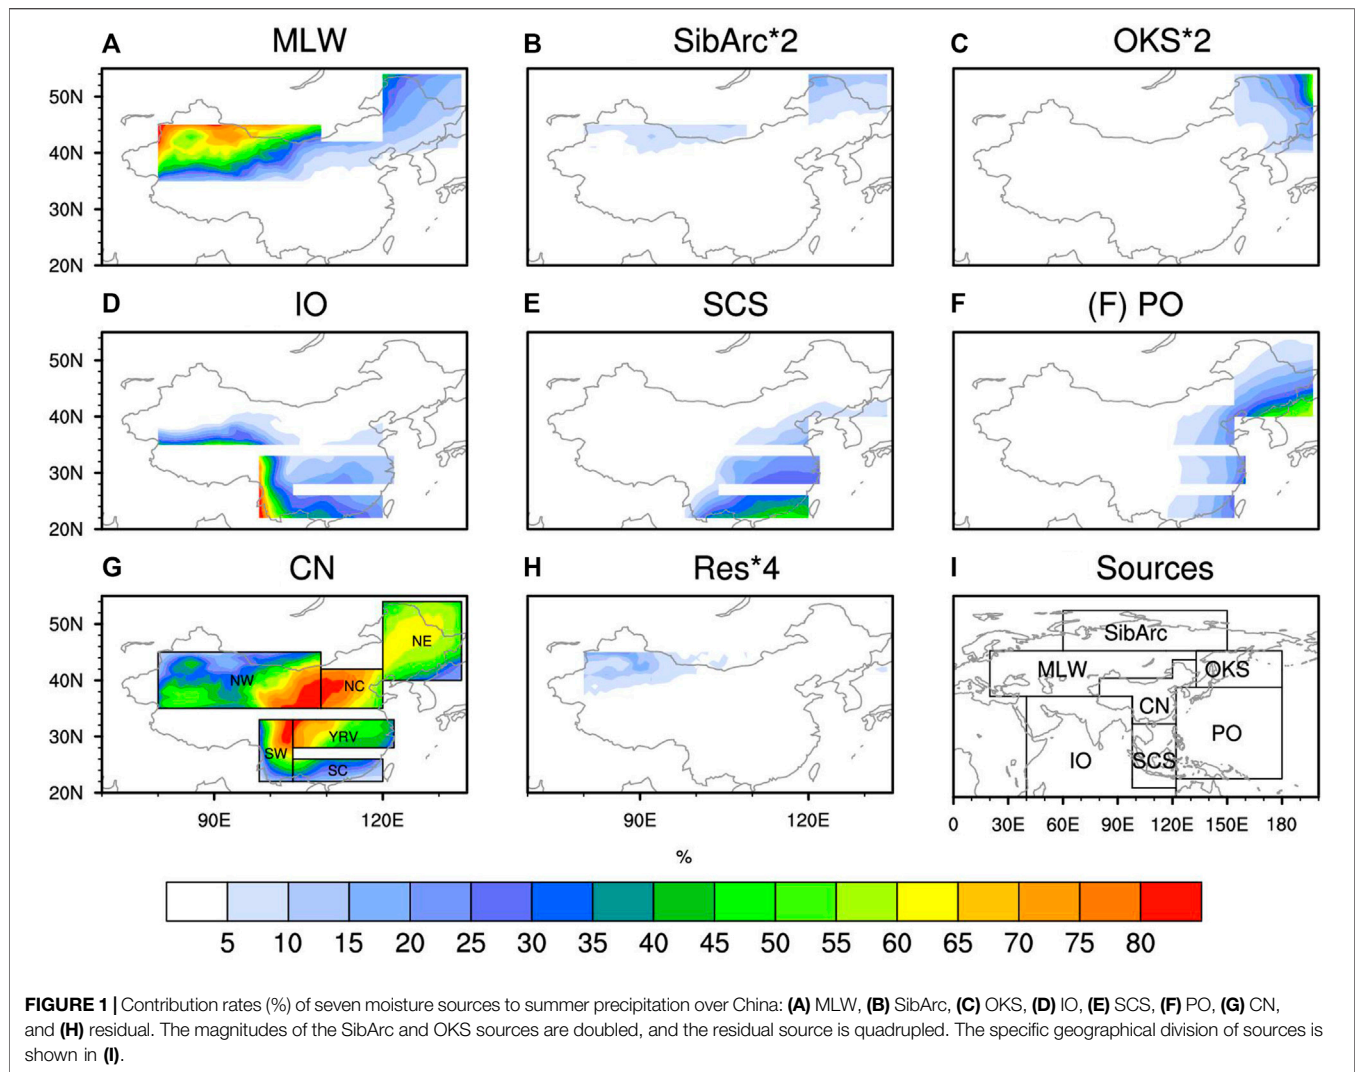 A MLW
B SibArc*2
C OKS*2
50N
40N
30N
20N
D IO
E SCS
F (F) PO
50N
40N
30N
20N
G CN
H Res*4
I Sources
50N
40N
30N
20N
NE
NW
NC
YRV
SW
SC
SibArc
MLW
OKS
CN
PO
IO
SCS
90E 120E
90E 120E
0 30E 60E 90E 120E 150E 180
%
5 10 15 20 25 30 35 40 45 50 55 60 65 70 75 80
FIGURE 1 | Contribution rates (%) of seven moisture sources to summer precipitation over China: (A) MLW, (B) SibArc, (C) OKS, (D) IO, (E) SCS, (F) PO, (G) CN,
and (H) residual. The magnitudes of the SibArc and OKS sources are doubled, and the residual source is quadrupled. The specific geographical division of sources is
shown in (I).